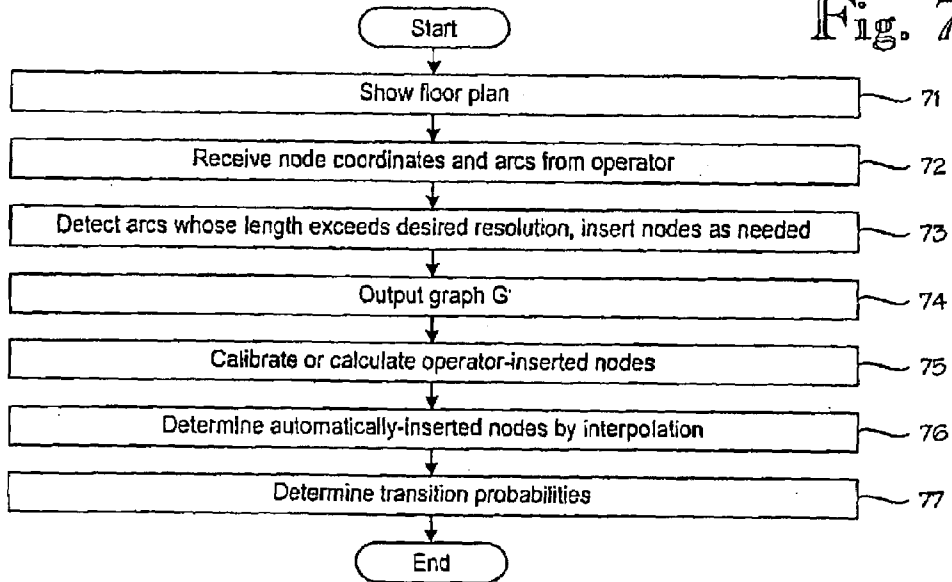 Fig. 7
Start
Show floor plan
71
Receive node coordinates and arcs from operator
72
Detect arcs whose length exceeds desired resolution, insert nodes as needed
73
Output graph G'
74
Calibrate or calculate operator-inserted nodes
75
Determine automatically-inserted nodes by interpolation
76
Determine transition probabilities
77
End